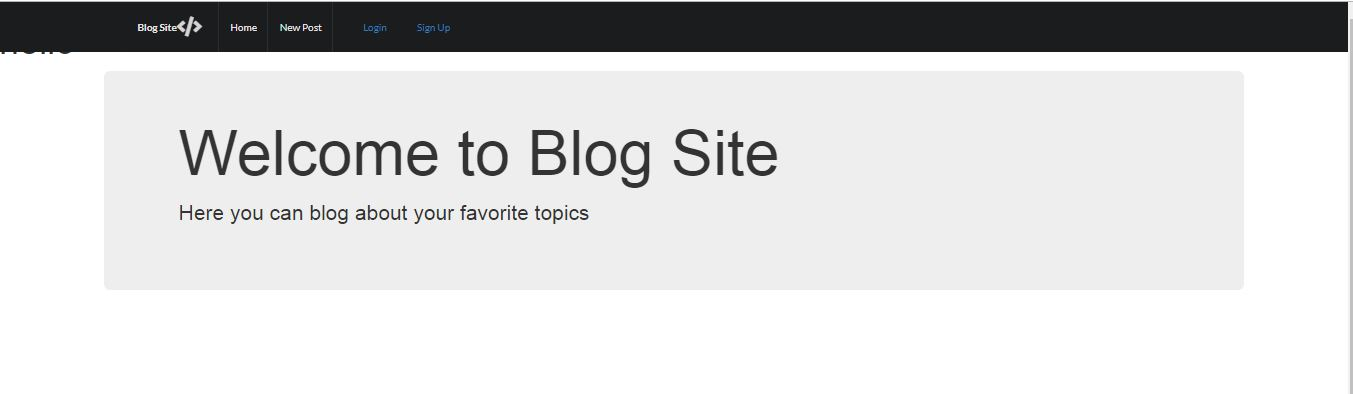 Blog Site</> Home New Post Login Sign Up
Welcome to Blog Site
Here you can blog about your favorite topics